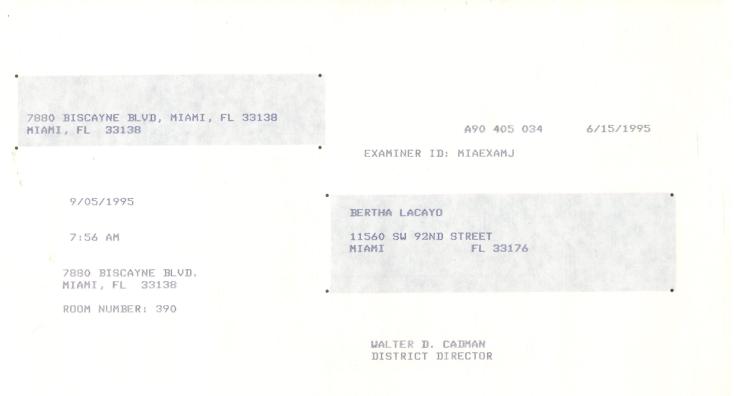 7880 BISCAYNE BLVD, MIAMI, FL 33138
MIAMI, FL 33138
A90 405 034 6/15/1995
EXAMINER ID: MIAEXAMJ
9/05/1995
7:56 AM
7880 BISCAYNE BLVD.
MIAMI, FL 33138
ROOM NUMBER: 390
BERTHA LACAYO
11560 SW 92ND STREET
MIAMI FL 33176
WALTER D. CADMAN
DISTRICT DIRECTOR